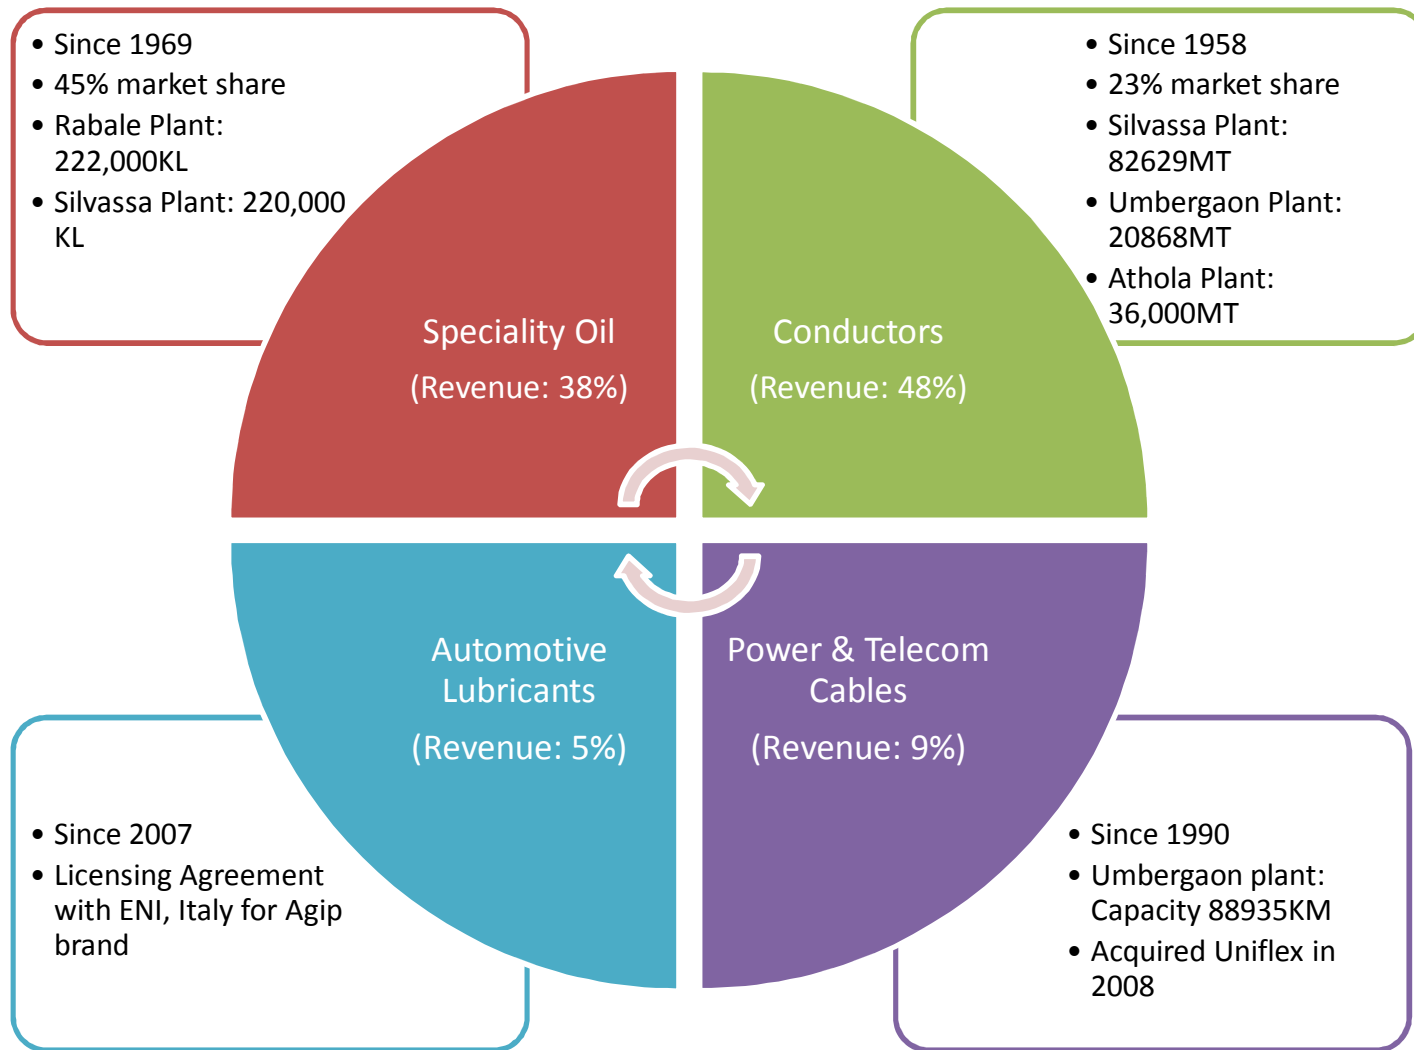 • Since 1969
• 45% market share
• Rabale Plant:
222,000KL
• Silvassa Plant: 220,000
KL
• Since 1958
• 23% market share
• Silvassa Plant:
82629MT
• Umbergaon Plant:
20868MT
• Athola Plant:
36,000MT
Speciality Oil
(Revenue: 38%)
Conductors
(Revenue: 48%)
Automotive
Lubricants
(Revenue: 5%)
Power & Telecom
Cables
(Revenue: 9%)
• Since 2007
• Licensing Agreement
with ENI, Italy for Agip
brand
• Since 1990
• Umbergaon plant:
Capacity 88935KM
• Acquired Uniflex in
2008